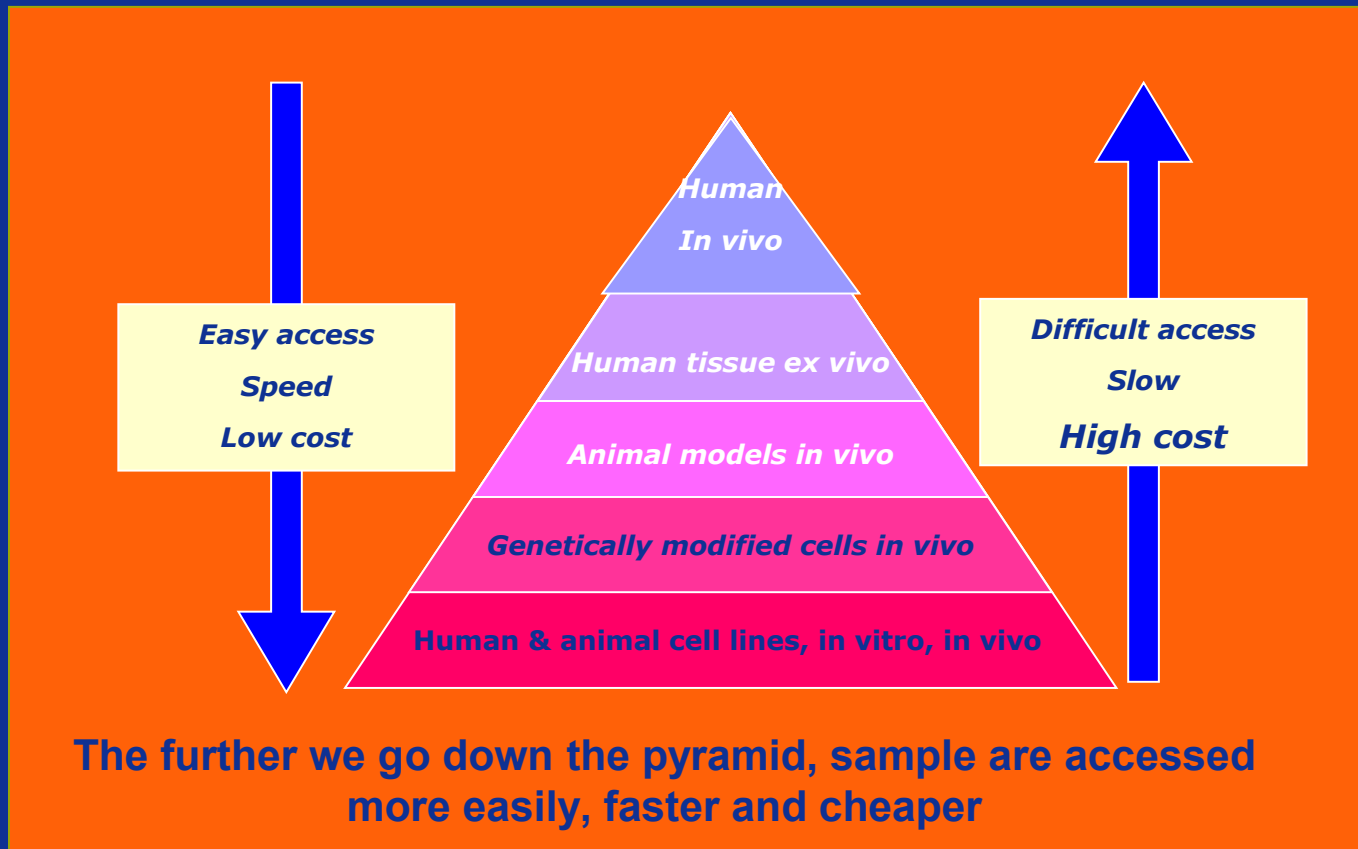 Human
In vivo
Human tissue ex vivo
Animal models in vivo
Genetically modified cells in vivo
Human & animal cell lines, in vitro, in vivo
Easy access
Speed
Low cost
Difficult access
Slow
High cost
The further we go down the pyramid, sample are accessed
more easily, faster and cheaper